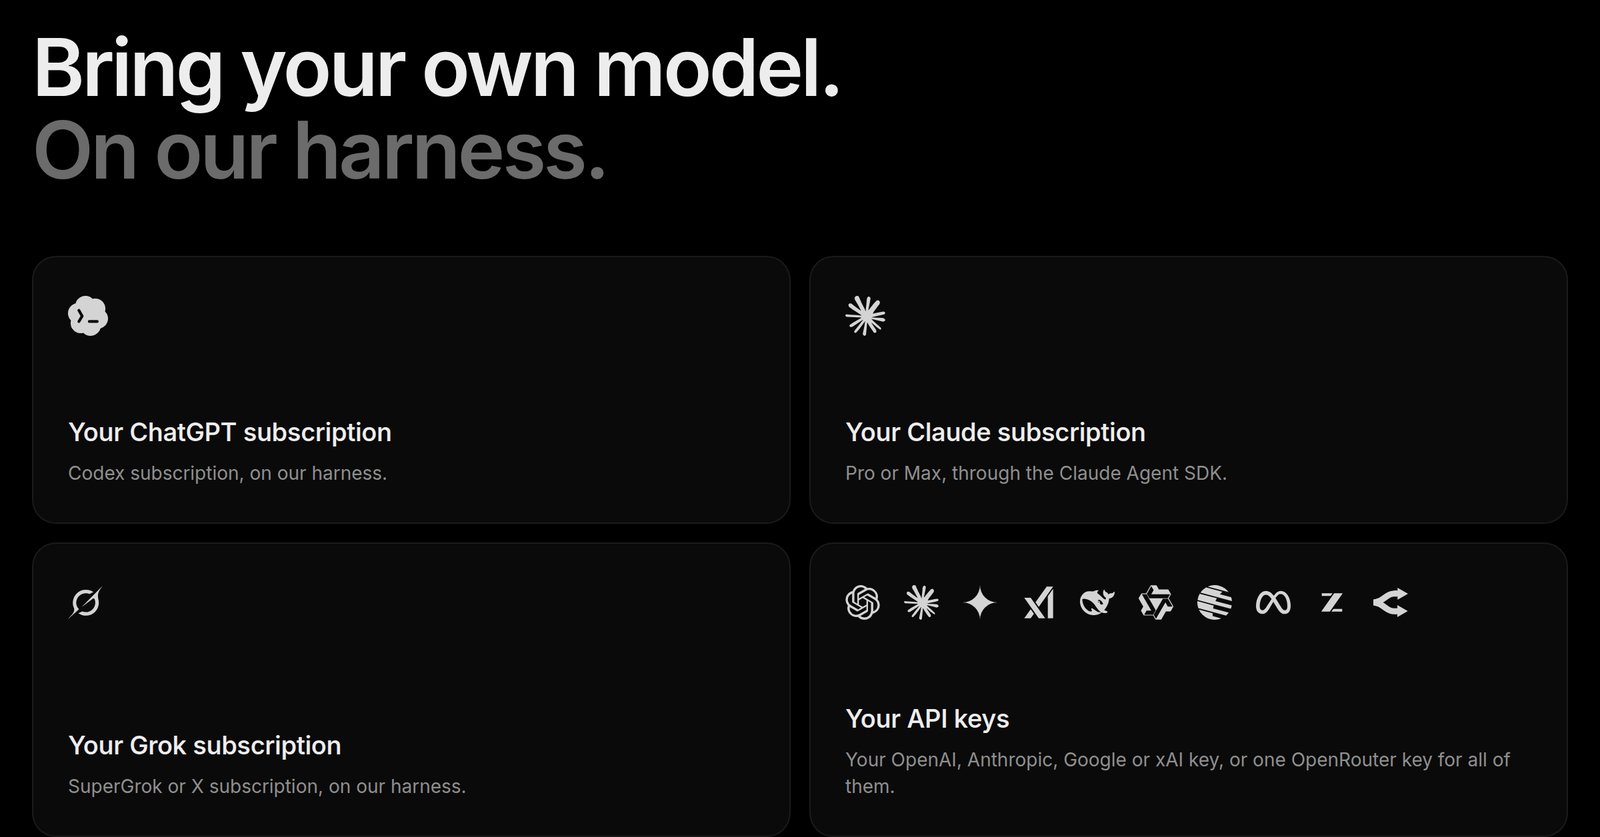 Bring your own model.
On our harness.
Your ChatGPT subscription
Codex subscription, on our harness.
Your Claude subscription
Pro or Max, through the Claude Agent SDK.
Your Grok subscription
SuperGrok or X subscription, on our harness.
Your API keys
Your OpenAI, Anthropic, Google or xAI key, or one OpenRouter key for all of
them.